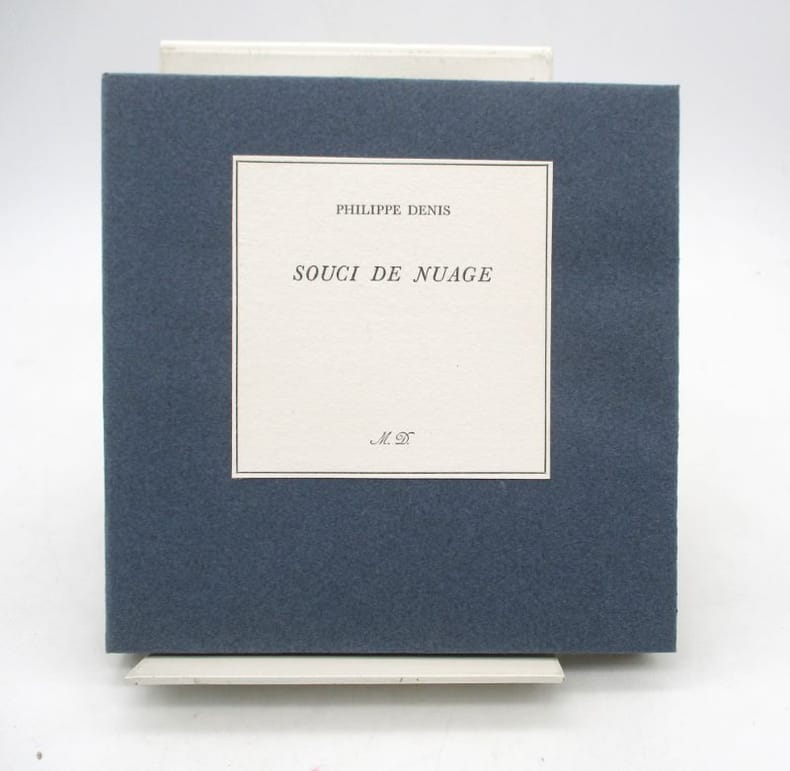 PHILIPPE DENIS
SOUCI DE NUAGE
M. D.